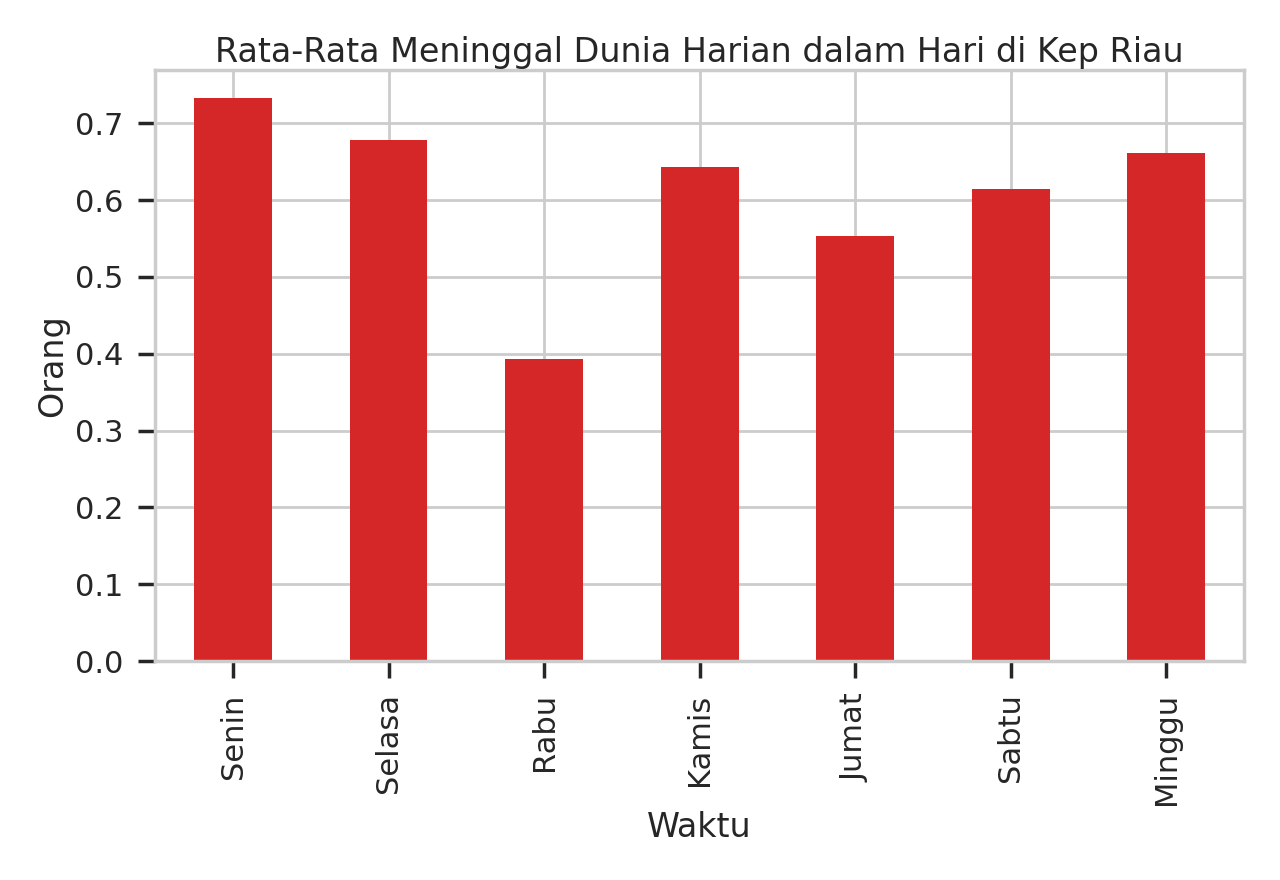 Rata-Rata Meninggal Dunia Harian dalam Hari di Kep Riau
0.7
0.6
0.5
0.4
0.3
0.2
0.1
0.0
Orang
Senin
Selasa
Rabu
Kamis
Jumat
Sabtu
Minggu
Waktu